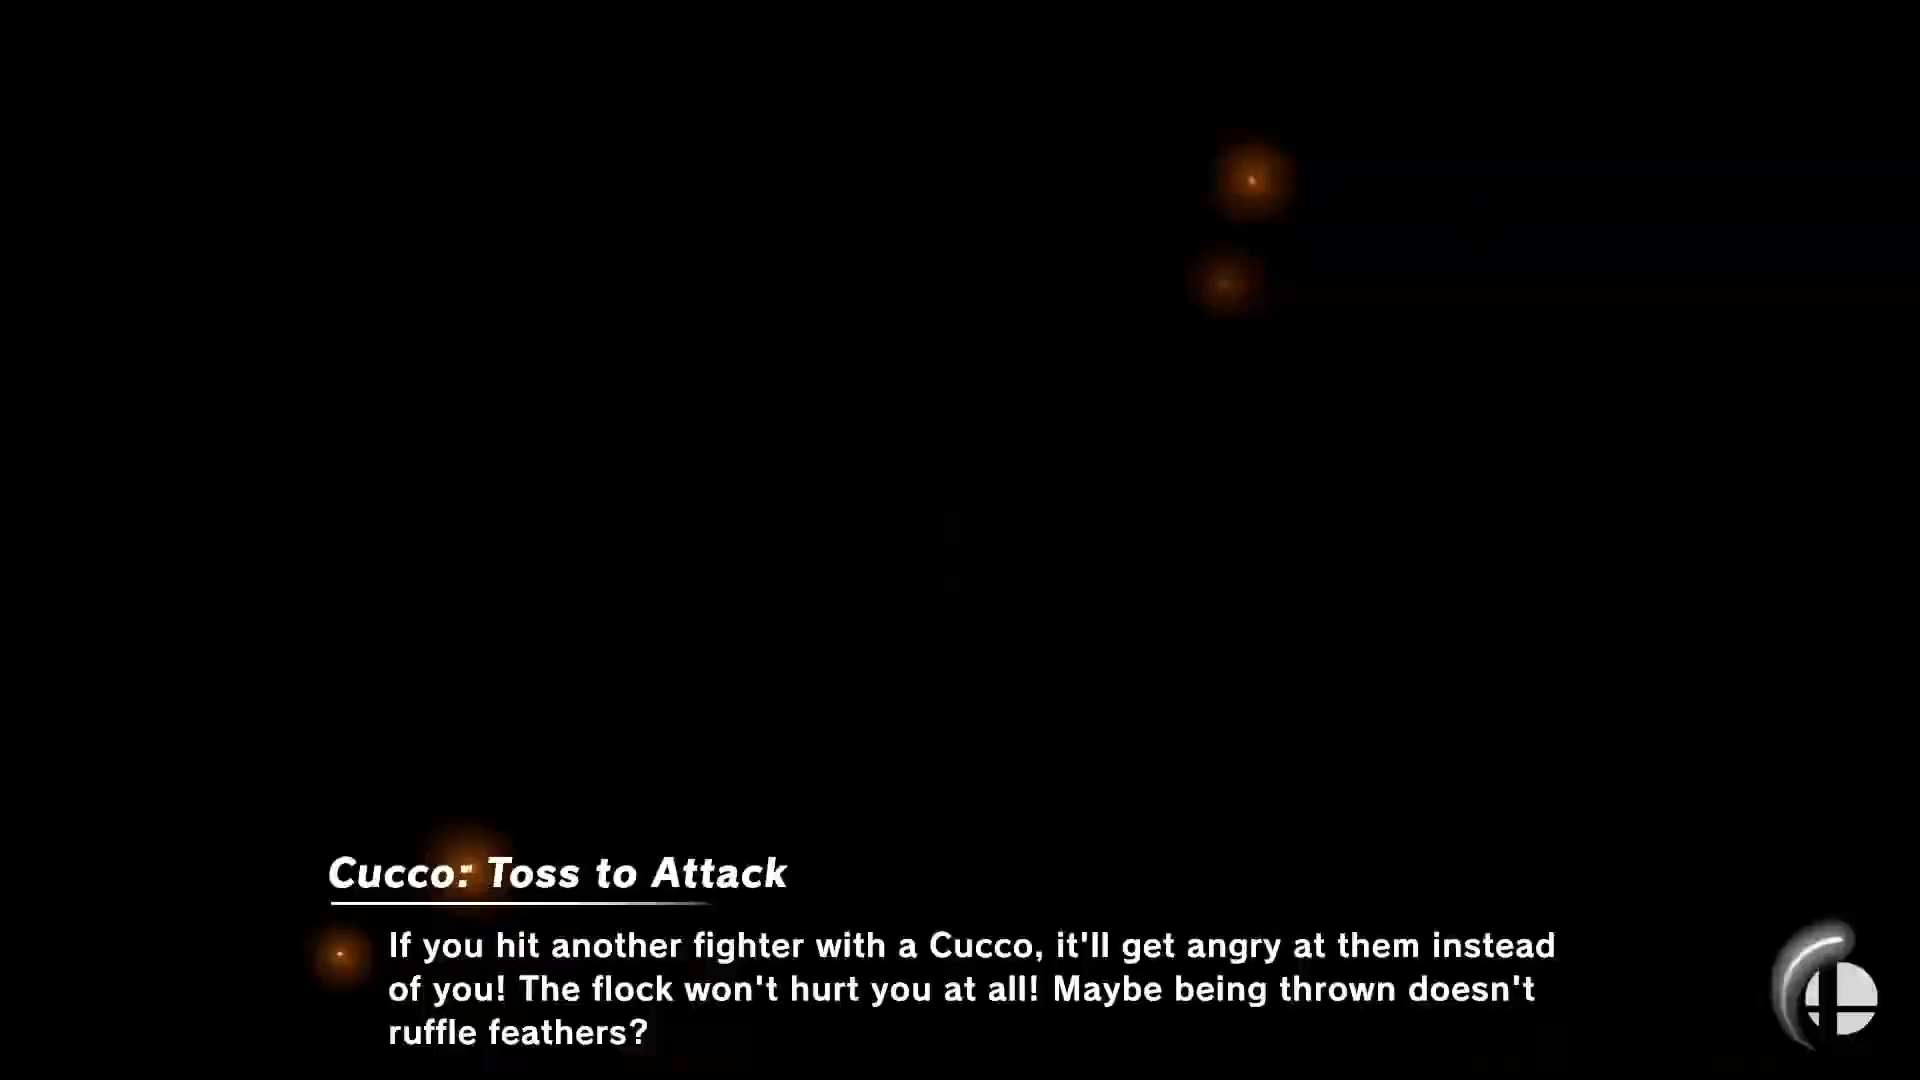 Cucco: Toss to Attack
If you hit another fighter with a Cucco, it'll get angry at them instead
of you! The flock won't hurt you at all! Maybe being thrown doesn't
ruffle feathers?